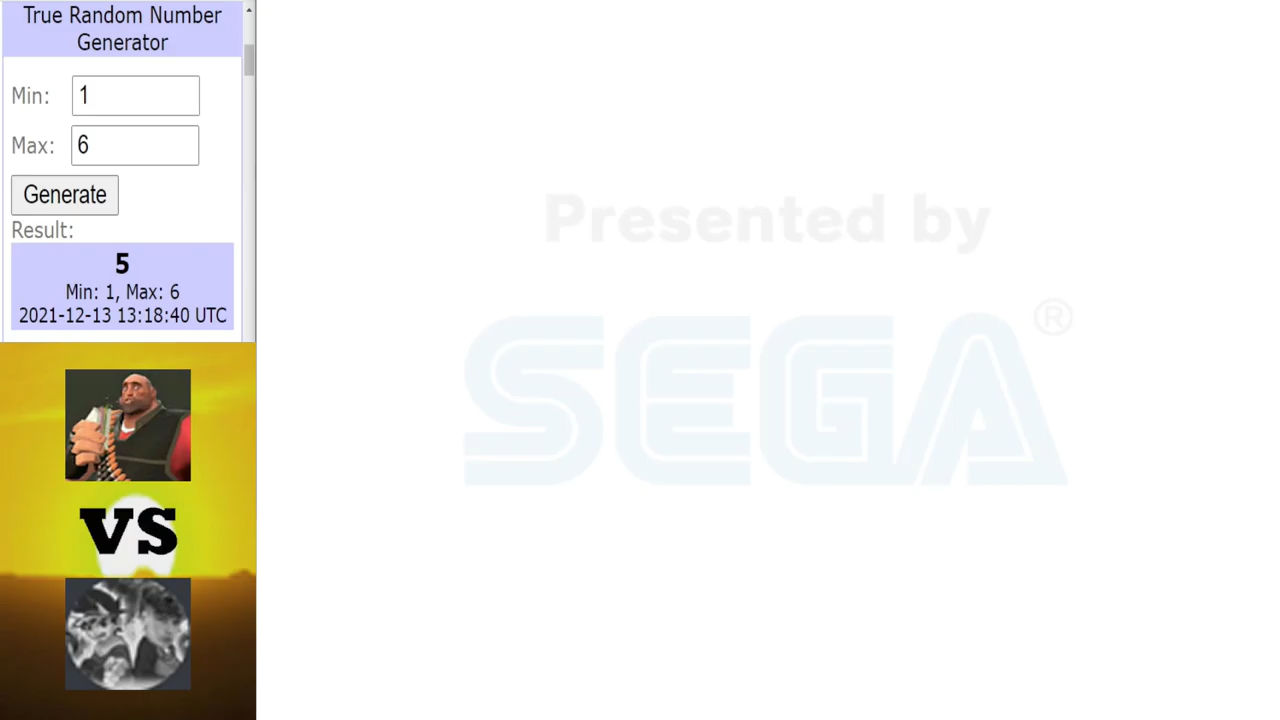 True Random Number
Generator
Min: 1
Max: 6
Generate
Result:
5
Min: 1, Max: 6
2021-12-13 13:18:40 UTC
VS
Presented by
SEGA®